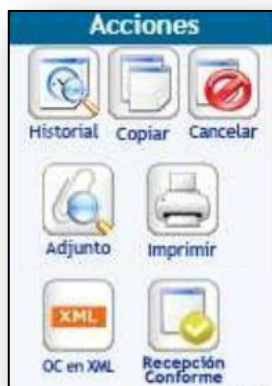 Acciones
Historial Copiar Cancelar
Adjunto Imprimir
XML
OC en XML Recepción
Conforme